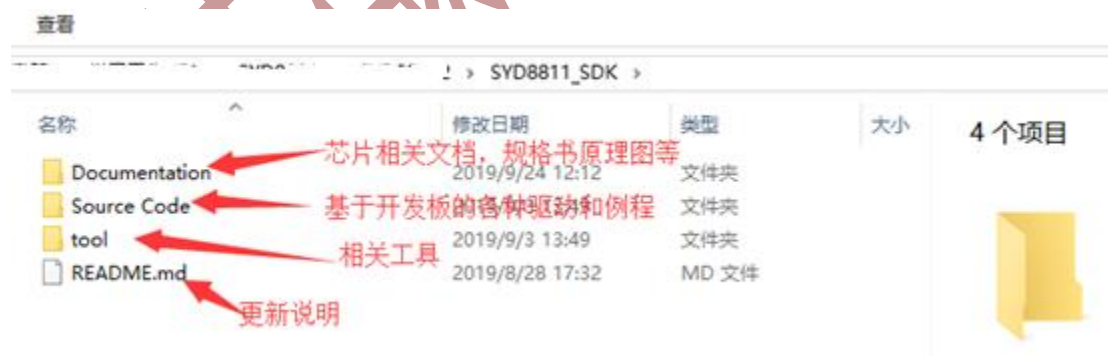 查看
› SYD8811_SDK ›
名称 修改日期 类型 大小 4 个项目
芯片相关文档，规格书原理图等
Documentation 2019/9/24 12:12 文件夹
Source Code 基于开发板的各种驱动和例程 文件夹
tool 2019/9/3 13:49 文件夹
相关工具
README.md 2019/8/28 17:32 MD 文件
更新说明